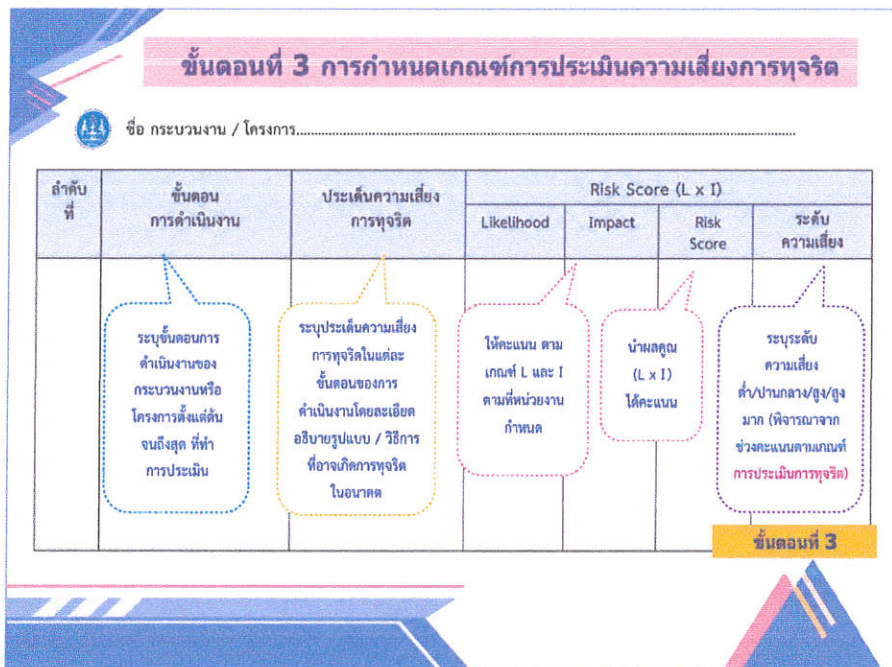 ขั้นตอนที่ 3 การกำหนดเกณฑ์การประเมินความเสี่ยงการทุจริต
ชื่อ กระบวนงาน / โครงการ....................................................................................................
ลำดับ
ที่
ขั้นตอน
การดำเนินงาน
ประเด็นความเสี่ยง
การทุจริต
Risk Score (L x I)
Likelihood
Impact
Risk
Score
ระดับ
ความเสี่ยง
ระบุขั้นตอนการ
ดำเนินงานของ
กระบวนงานหรือ
โครงการตั้งแต่ต้น
จนถึงสุด ที่ทำ
การประเมิน
ระบุประเด็นความเสี่ยง
การทุจริตในแต่ละ
ขั้นตอนของการ
ดำเนินงานโดยละเอียด
อธิบายรูปแบบ / วิธีการ
ที่อาจเกิดการทุจริต
ในอนาคต
ให้คะแนน ตาม
เกณฑ์ L และ I
ตามที่หน่วยงาน
กำหนด
นำผลคูณ
(L x I)
ได้คะแนน
ระบุระดับ
ความเสี่ยง
ต่ำ/ปานกลาง/สูง/สูง
มาก (พิจารณาจาก
ช่วงคะแนนตามเกณฑ์
การประเมินการทุจริต)
ขั้นตอนที่ 3